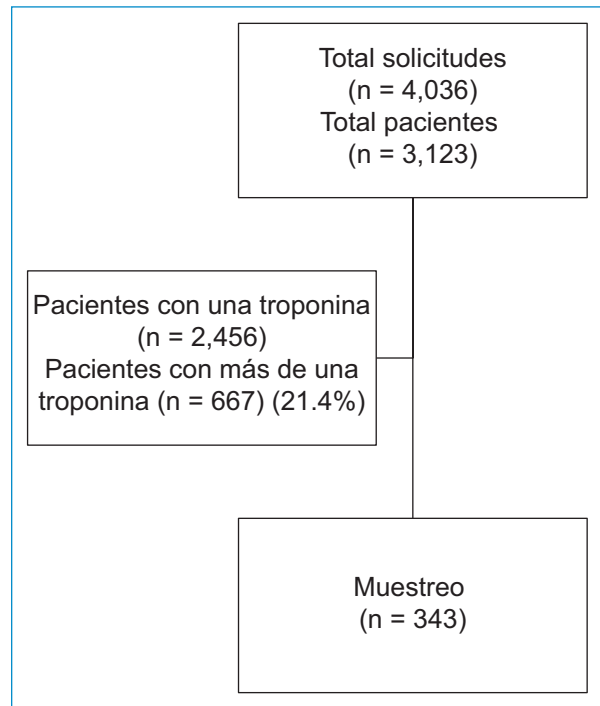 Total solicitudes
(n = 4,036)
Total pacientes
(n = 3,123)
Pacientes con una troponina
(n = 2,456)
Pacientes con más de una
troponina (n = 667) (21.4%)
Muestreo
(n = 343)